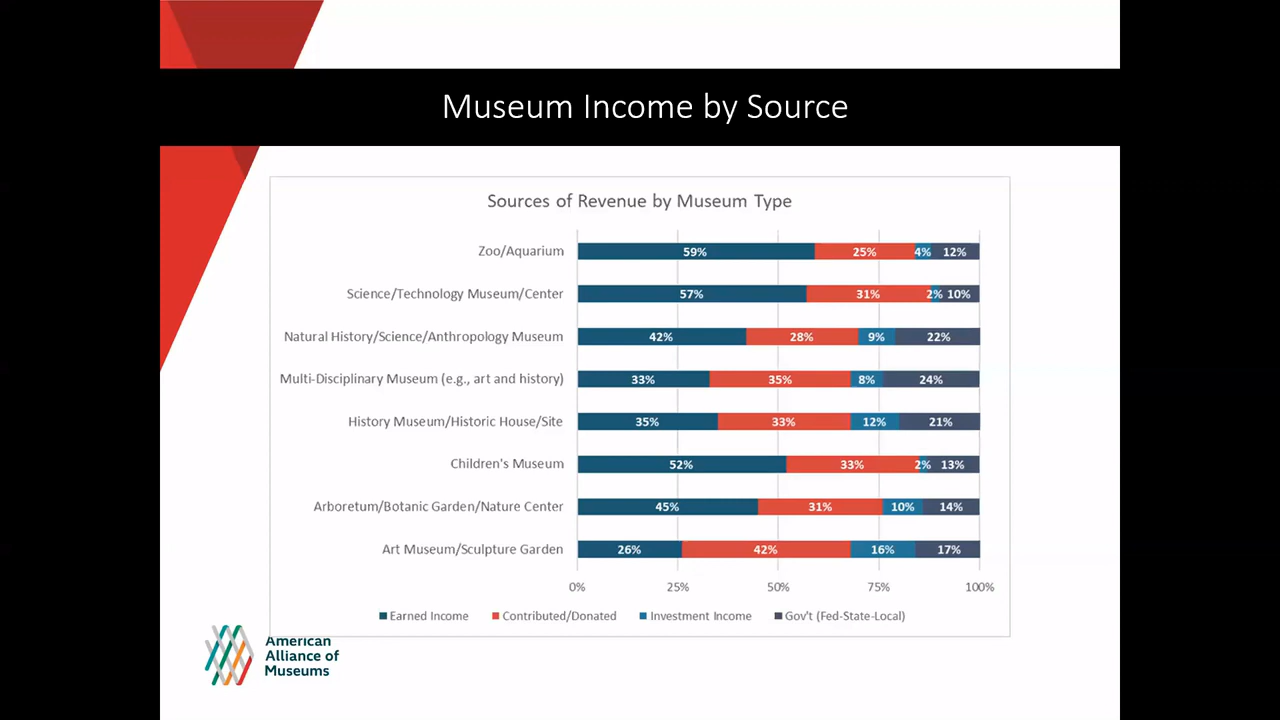 Museum Income by Source
Sources of Revenue by Museum Type
Zoo/Aquarium 59% 25% 4% 12%
Science/Technology Museum/Center 57% 31% 2% 10%
Natural History/Science/Anthropology Museum 42% 28% 9% 22%
Multi-Disciplinary Museum (e.g., art and history) 33% 35% 8% 24%
History Museum/Historic House/Site 35% 33% 12% 21%
Children's Museum 52% 33% 2% 13%
Arboretum/Botanic Garden/Nature Center 45% 31% 10% 14%
Art Museum/Sculpture Garden 26% 42% 16% 17%
0% 25% 50% 75% 100%
Earned Income Contributed/Donated Investment Income Gov't (Fed-State-Local)
American
Alliance of
Museums